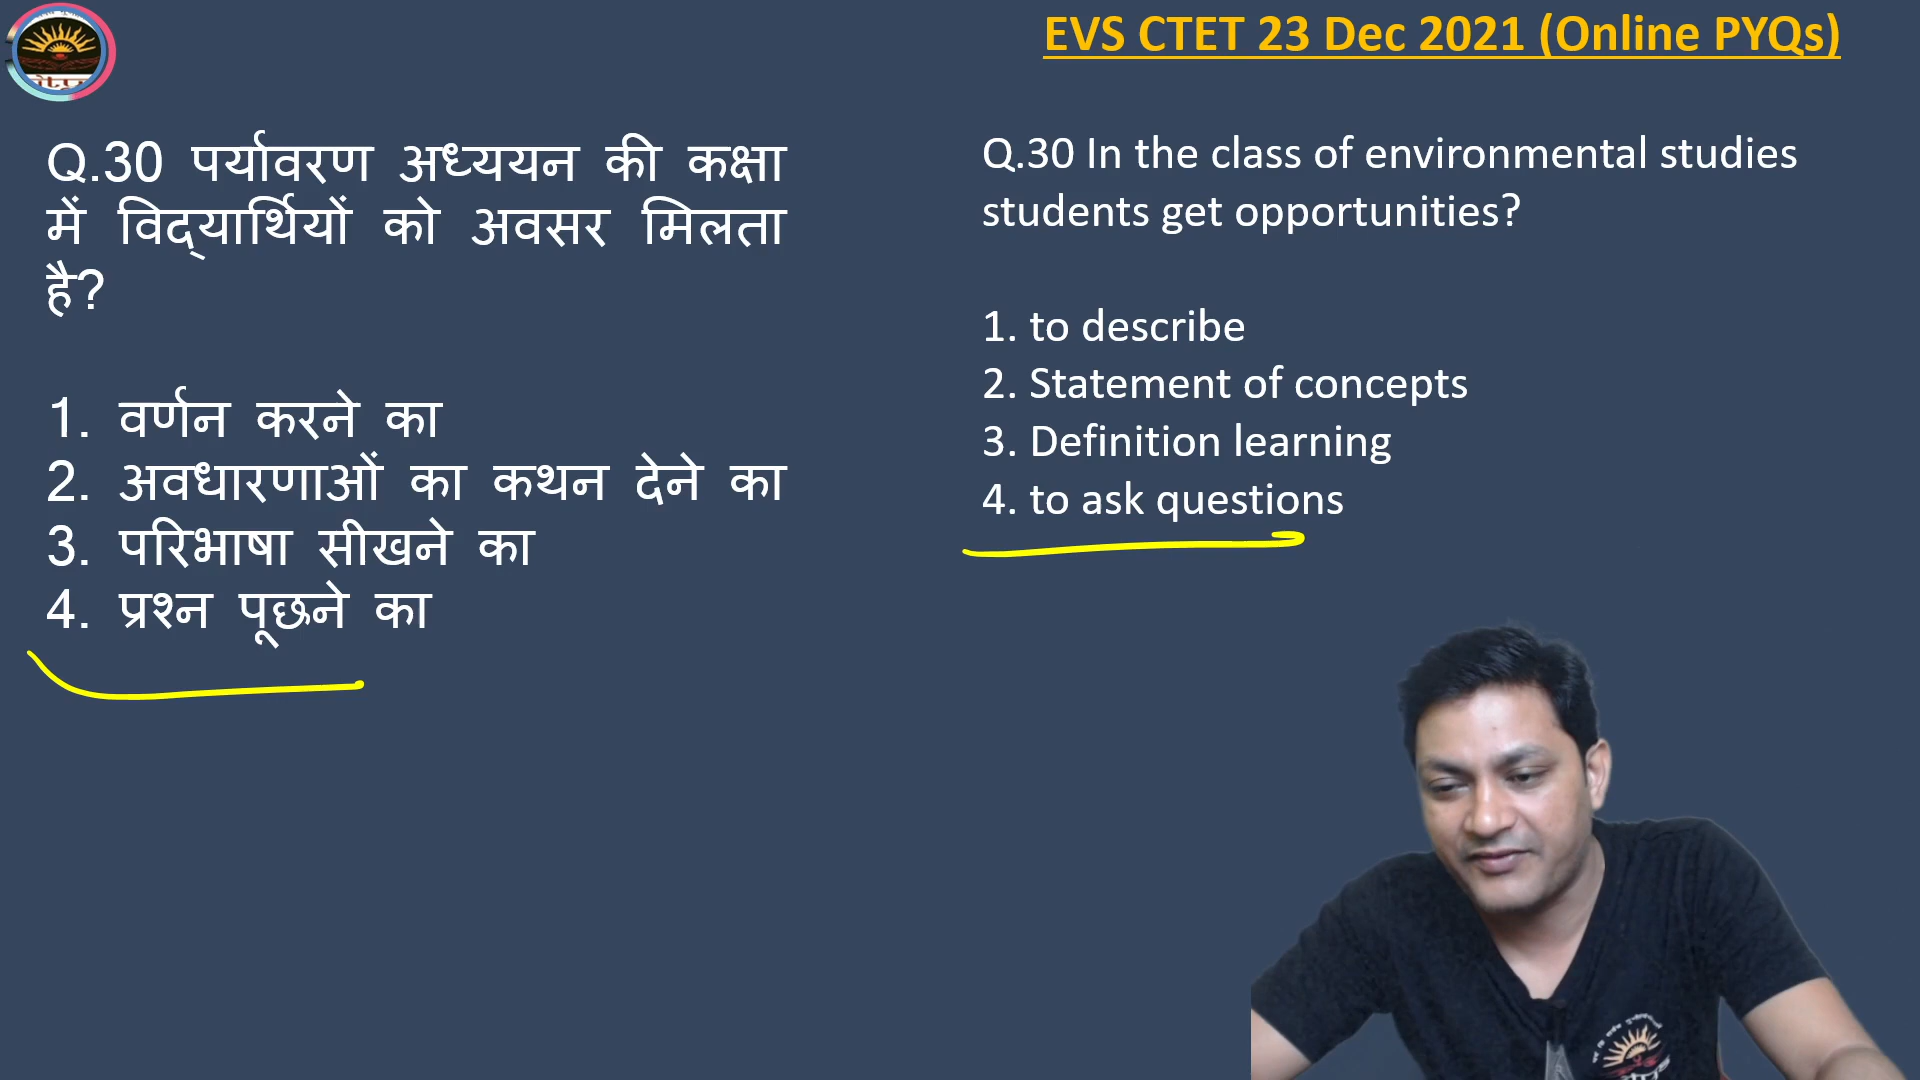 EVS CTET 23 Dec 2021 (Online PYQs)
Q.30 पर्यावरण अध्ययन की कक्षा
में विद्यार्थियों को अवसर मिलता
है?
1. वर्णन करने का
2. अवधारणाओं का कथन देने का
3. परिभाषा सीखने का
4. प्रश्न पूछने का
Q.30 In the class of environmental studies
students get opportunities?
1. to describe
2. Statement of concepts
3. Definition learning
4. to ask questions